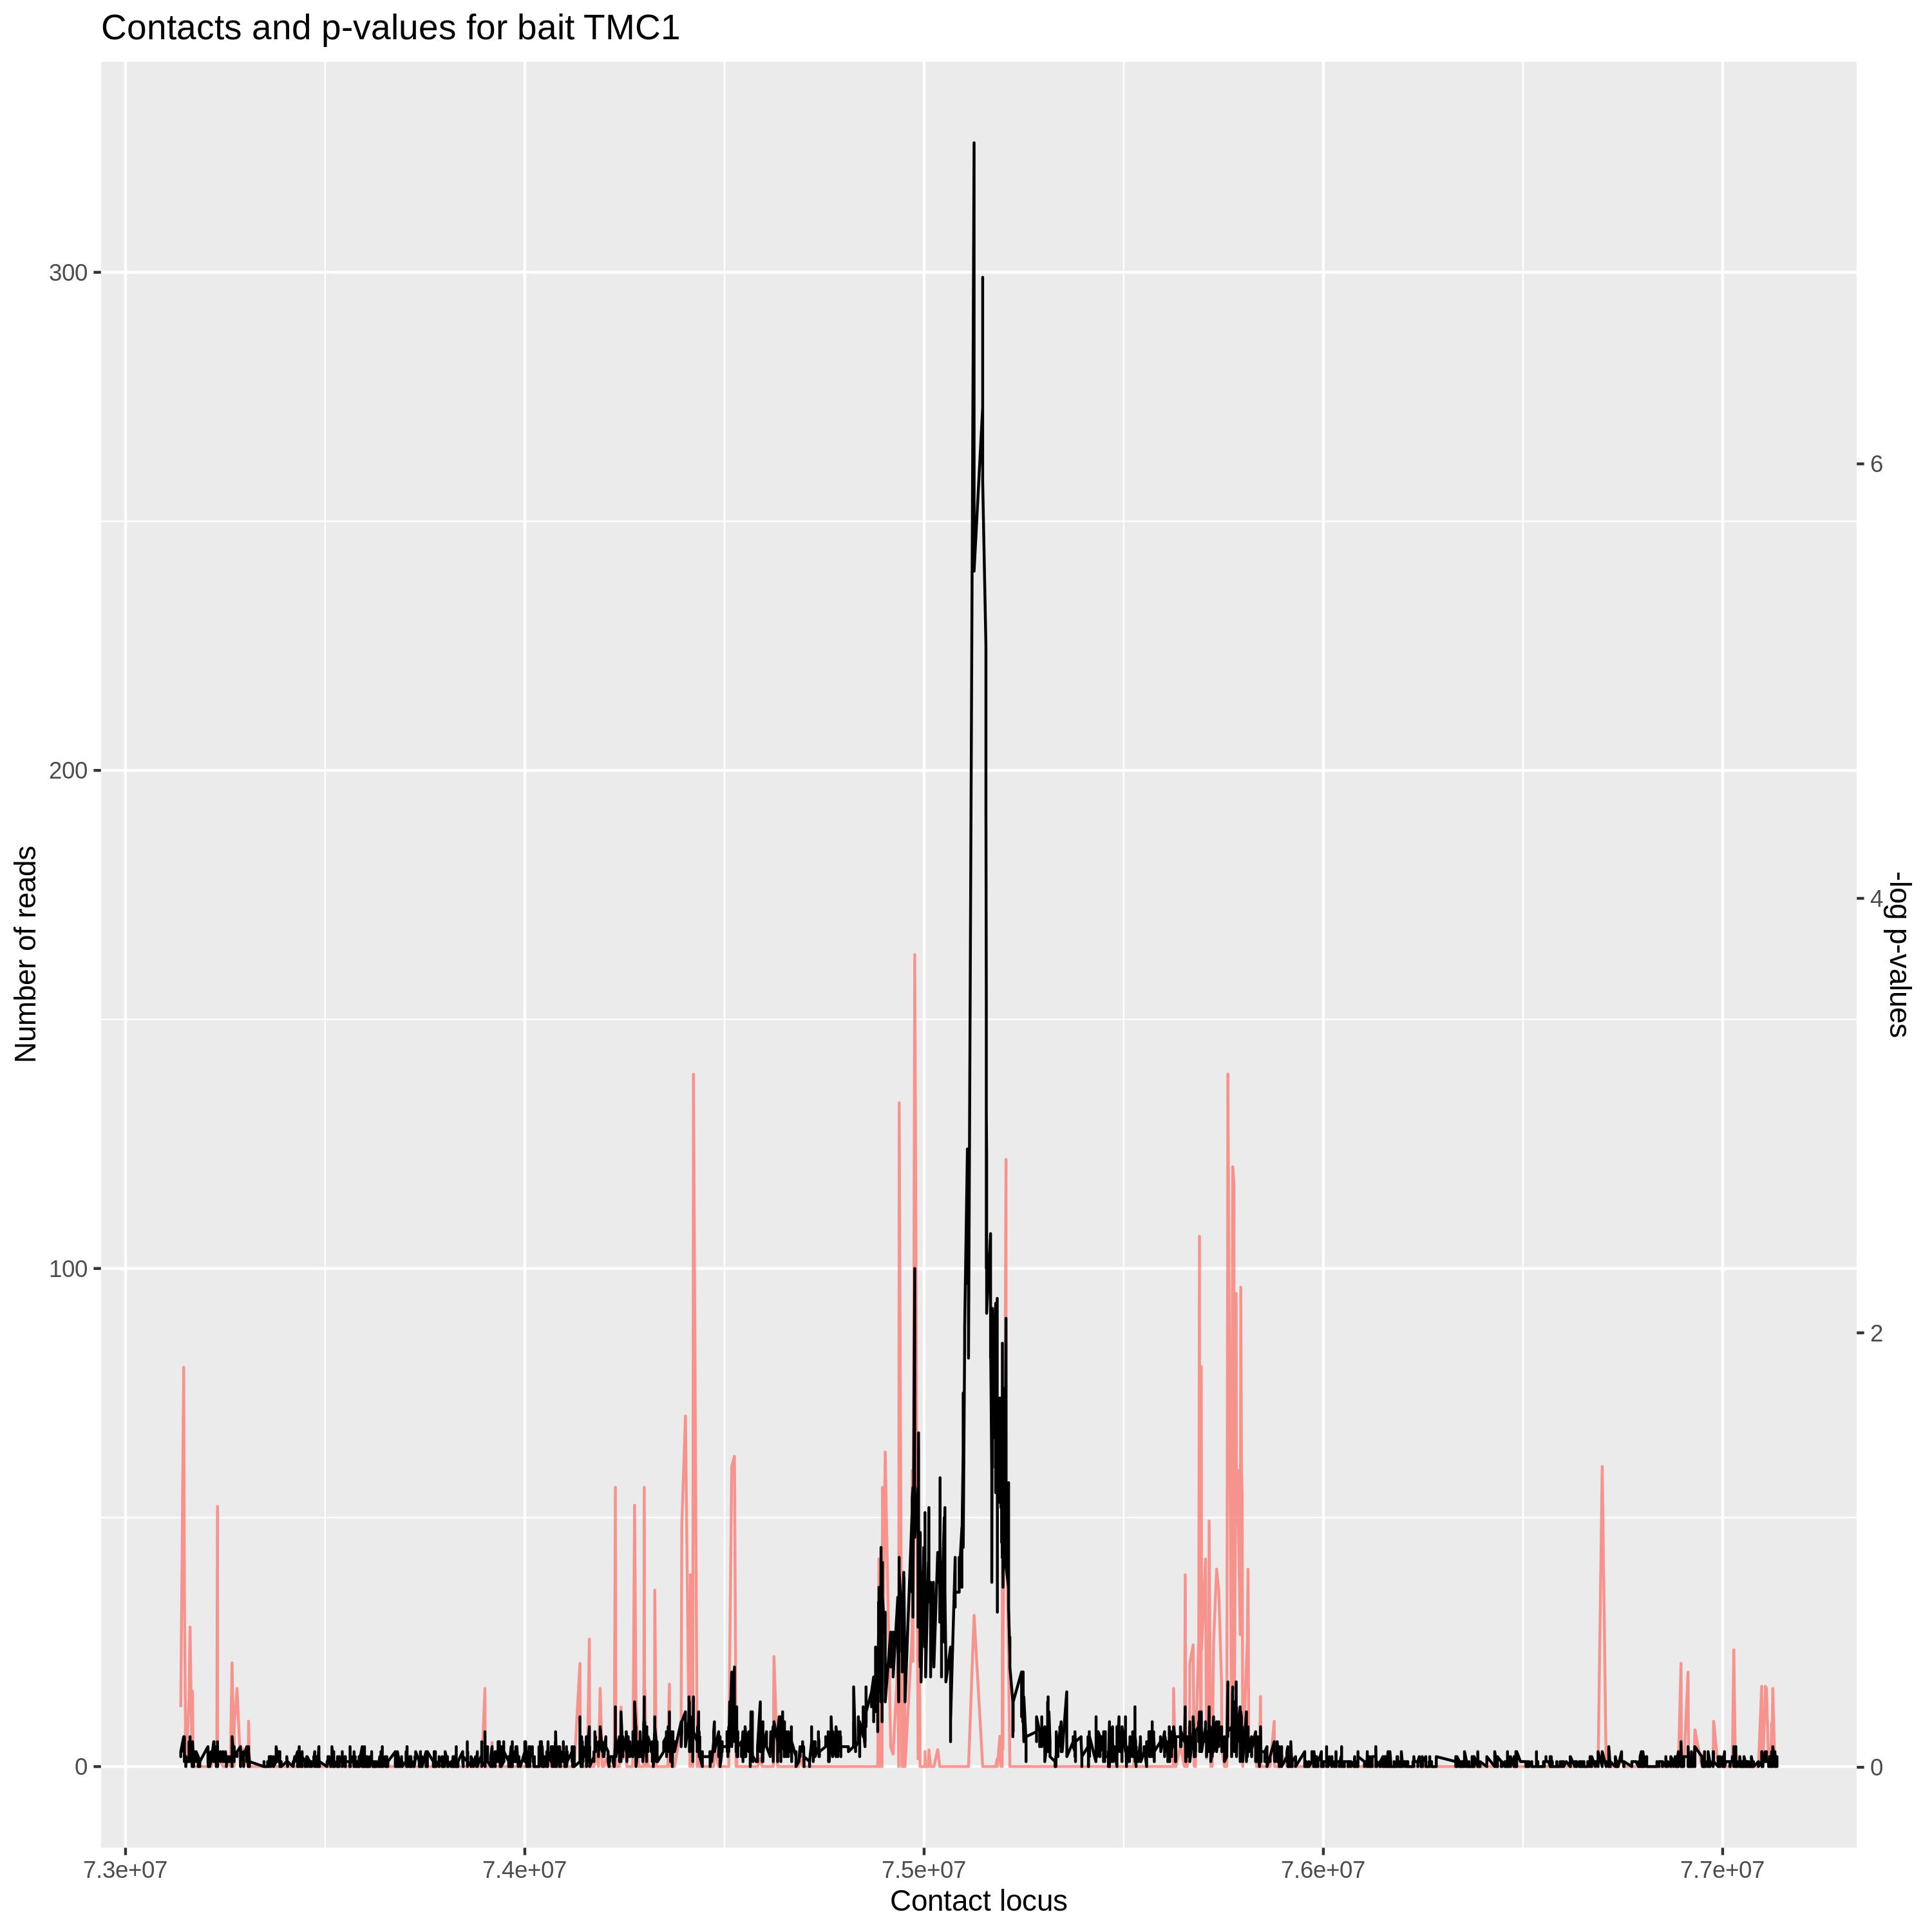 Contacts and p-values for bait TMC1
300
200
100
0
Number of reads
6
4
2
0
-log p-values
7.3e+07
7.4e+07
7.5e+07
7.6e+07
7.7e+07
Contact locus